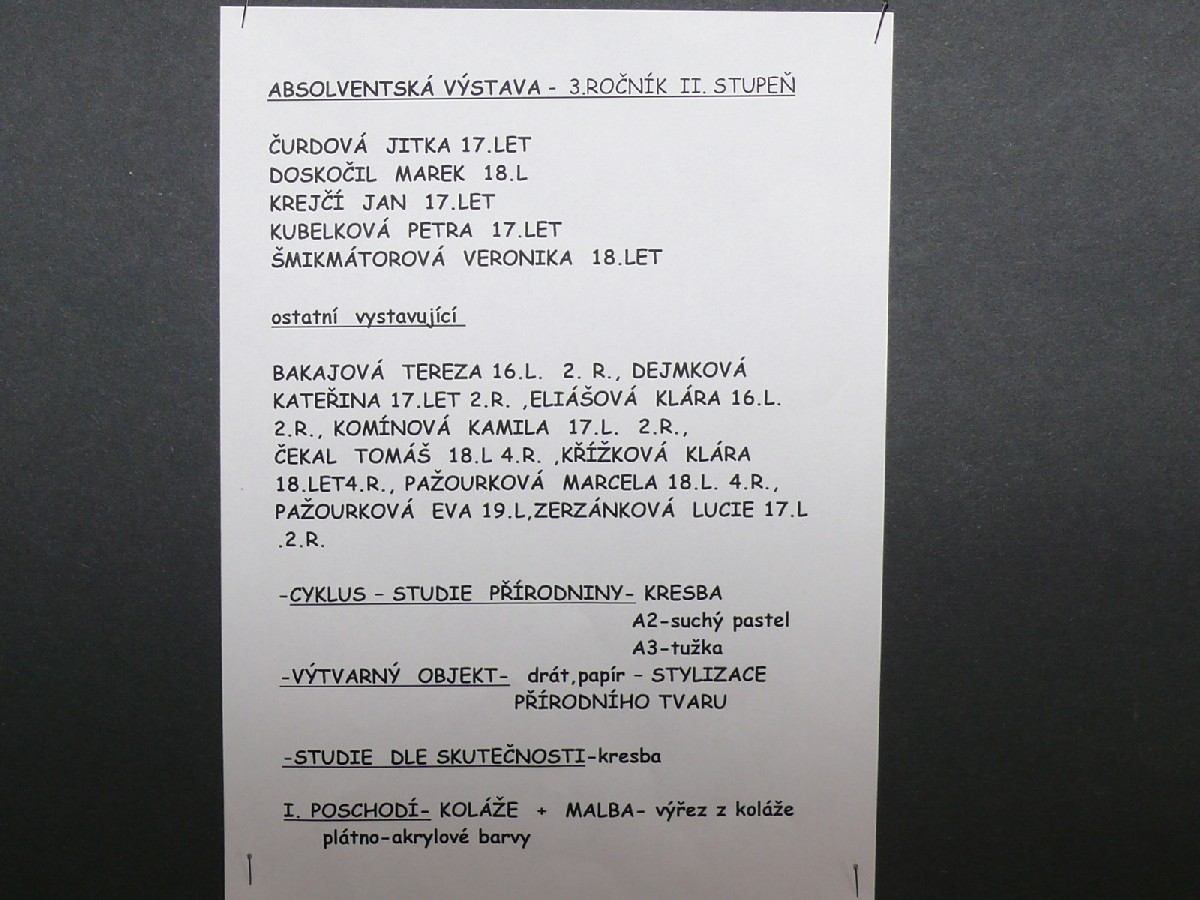 ABSOLVENTSKÁ VÝSTAVA - 3.ROČNÍK II. STUPEŇ
ČURDOVÁ JITKA 17.LET
DOSKOČIL MAREK 18.L
KREJČÍ JAN 17.LET
KUBELKOVÁ PETRA 17.LET
ŠMIKMÁTOROVÁ VERONIKA 18.LET
ostatní vystavující
BAKAJOVÁ TEREZA 16.L. 2. R., DEJMKOVÁ
KATEŘINA 17.LET 2.R. ,ELIÁŠOVÁ KLÁRA 16.L.
2.R., KOMÍNOVÁ KAMILA 17.L. 2.R.,
ČEKAL TOMÁŠ 18.L 4.R. ,KŘÍŽKOVÁ KLÁRA
18.LET4.R., PAŽOURKOVÁ MARCELA 18.L. 4.R.,
PAŽOURKOVÁ EVA 19.L,ZERZÁNKOVÁ LUCIE 17.L
.2.R.
-CYKLUS - STUDIE PŘÍRODNINY- KRESBA
A2-suchý pastel
A3-tužka
-VÝTVARNÝ OBJEKT- drát,papír - STYLIZACE
PŘÍRODNÍHO TVARU
-STUDIE DLE SKUTEČNOSTI-kresba
I. POSCHODÍ- KOLÁŽE + MALBA- výřez z koláže
plátno-akrylové barvy